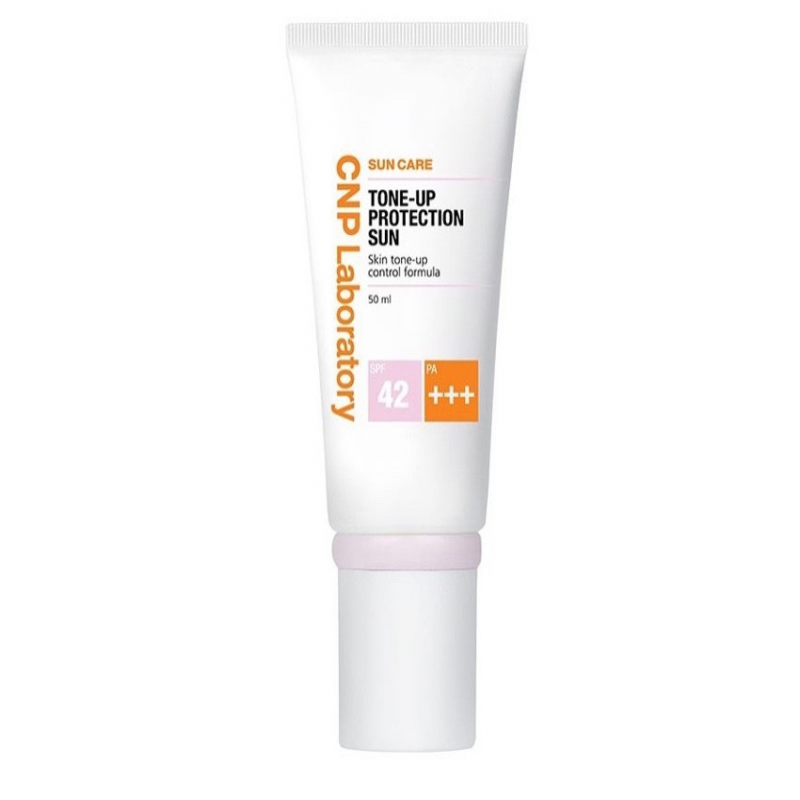 CNP Laboratory
SUN CARE
TONE-UP
PROTECTION
SUN
Skin tone-up
control formula
50 ml
SPF
42
PA
+++